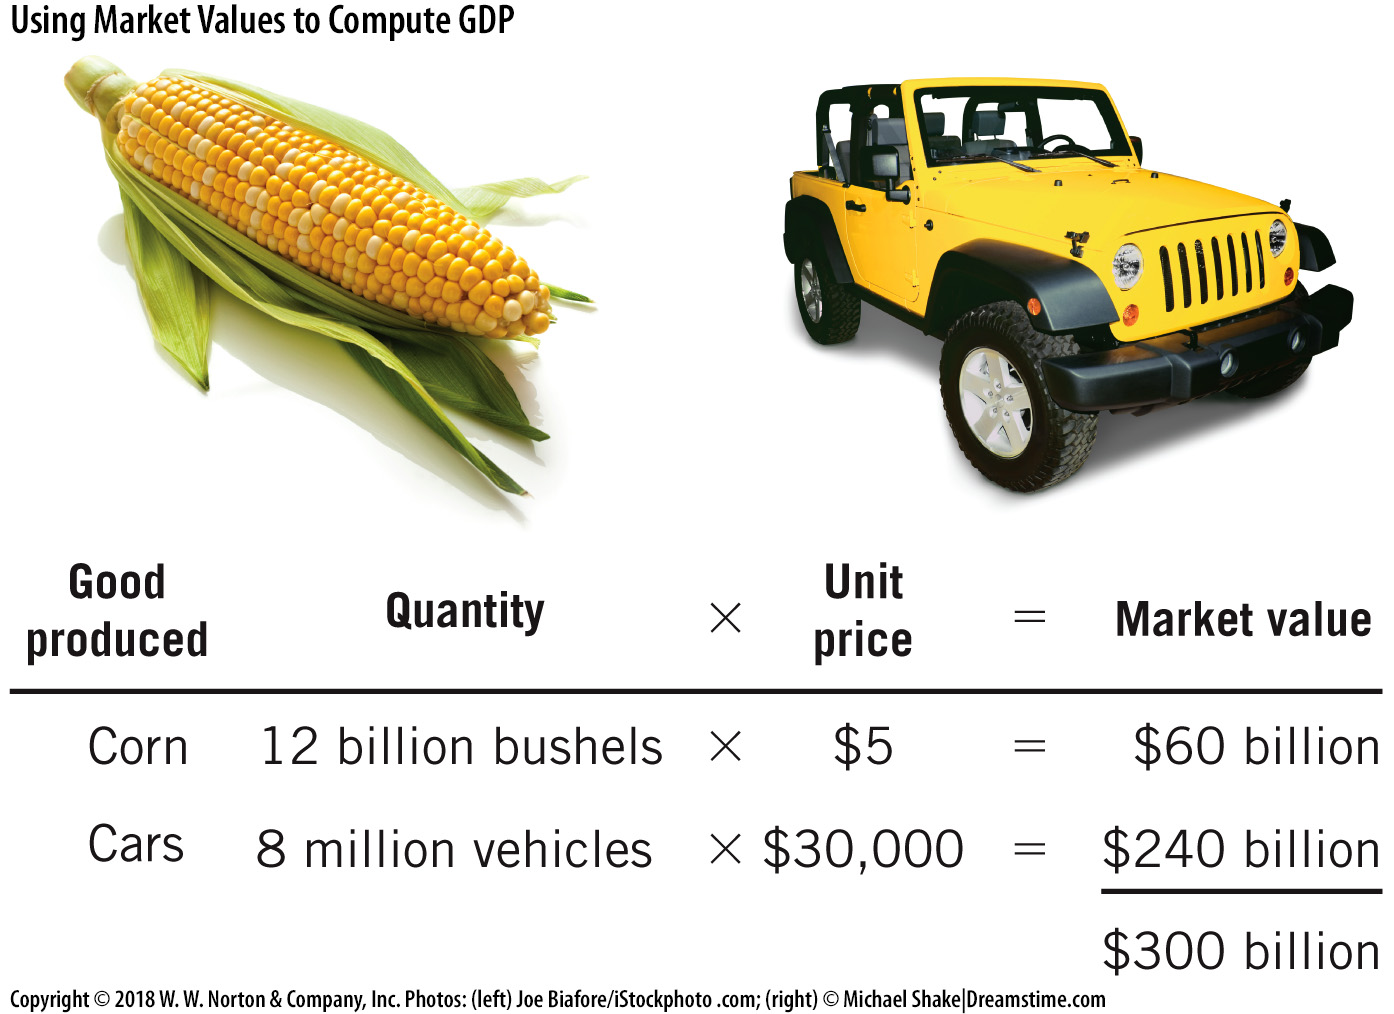 Using Market Values to Compute GDP
Good produced Quantity × Unit price = Market value
Corn 12 billion bushels × $5 = $60 billion
Cars 8 million vehicles × $30,000 = $240 billion
$300 billion
Copyright © 2018 W. W. Norton & Company, Inc. Photos: (left) Joe Biafore/iStockphoto .com; (right) © Michael Shake|Dreamstime.com